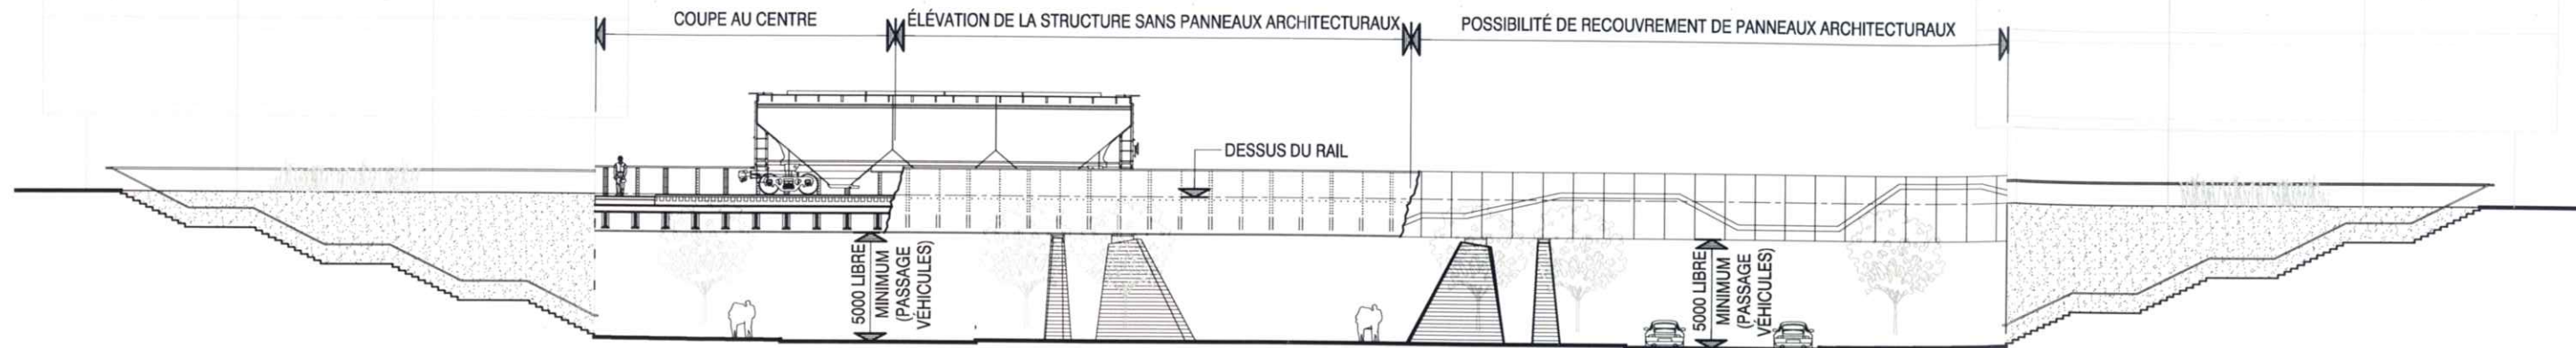 COUPE AU CENTRE
ÉLÉVATION DE LA STRUCTURE SANS PANNEAUX ARCHITECTURAUX
POSSIBILITÉ DE RECOUVREMENT DE PANNEAUX ARCHITECTURAUX
DESSUS DU RAIL
5000 LIBRE
MINIMUM
(PASSAGE
VÉHICULES)
5000 LIBRE
MINIMUM
(PASSAGE
VÉHICULES)